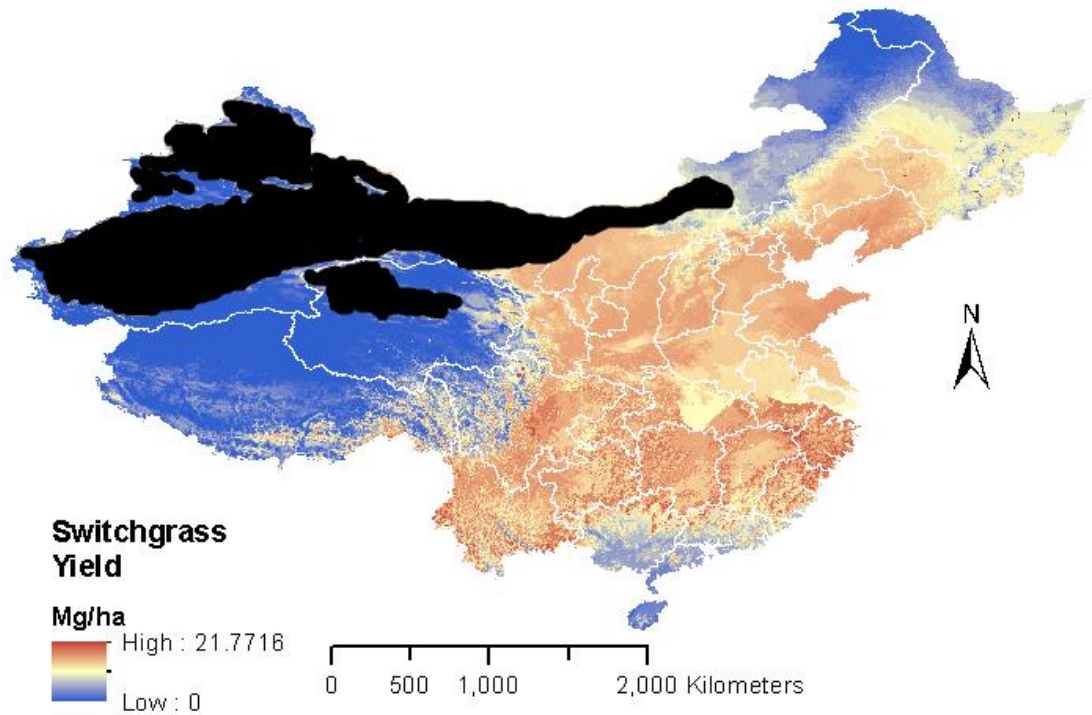 N
Switchgrass
Yield
Mg/ha
High : 21.7716
Low : 0
0 500 1,000 2,000 Kilometers